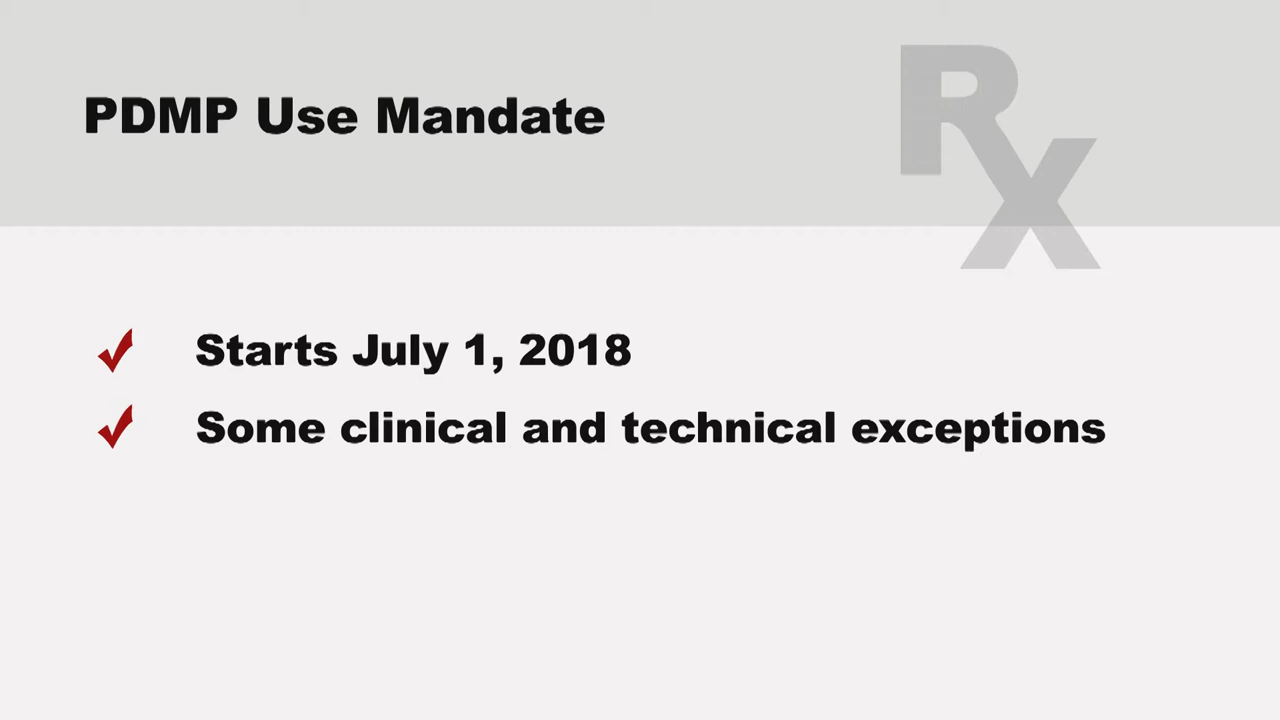 PDMP Use Mandate
Rx
Starts July 1, 2018
Some clinical and technical exceptions